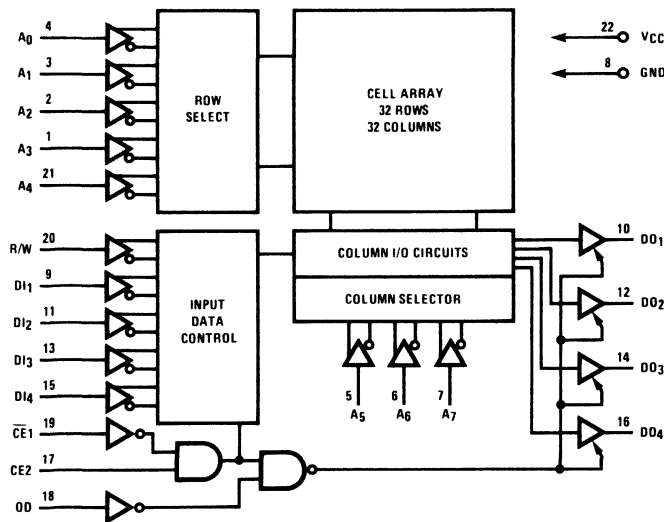 A0 4
A1 3
A2 2
A3 1
A4 21
ROW
SELECT
CELL ARRAY
32 ROWS
32 COLUMNS
22 VCC
8 GND
R/W 20
DI1 9
DI2 11
DI3 13
DI4 15
INPUT
DATA
CONTROL
COLUMN I/O CIRCUITS
COLUMN SELECTOR
5 6 7
A5 A6 A7
10 DO1
12 DO2
14 DO3
16 DO4
C̅E̅1 19
CE2 17
OD 18